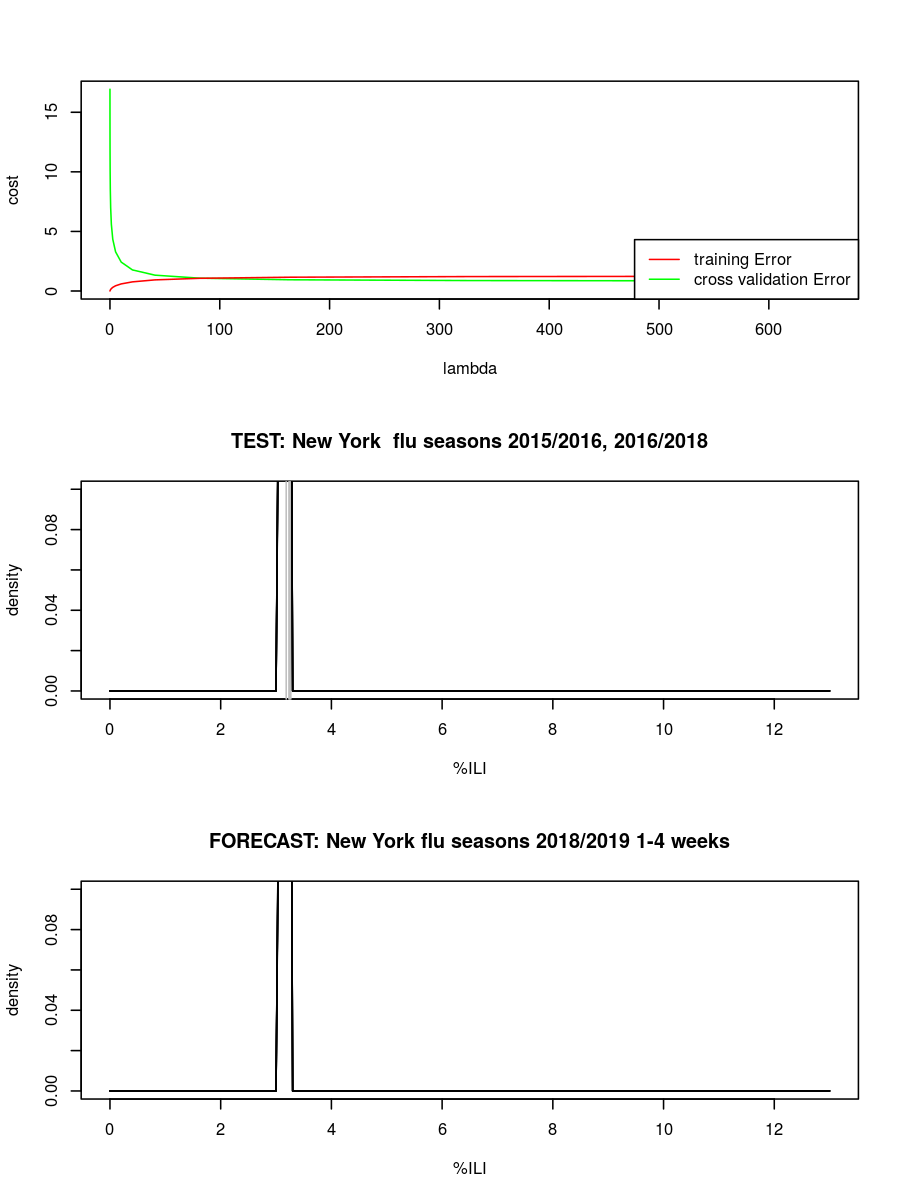 15
10
5
0
cost
training Error
cross validation Error
0 100 200 300 400 500 600
lambda
TEST: New York  flu seasons 2015/2016, 2016/2018
0.08
0.04
0.00
density
0 2 4 6 8 10 12
%ILI
FORECAST: New York flu seasons 2018/2019 1-4 weeks
0.08
0.04
0.00
density
0 2 4 6 8 10 12
%ILI